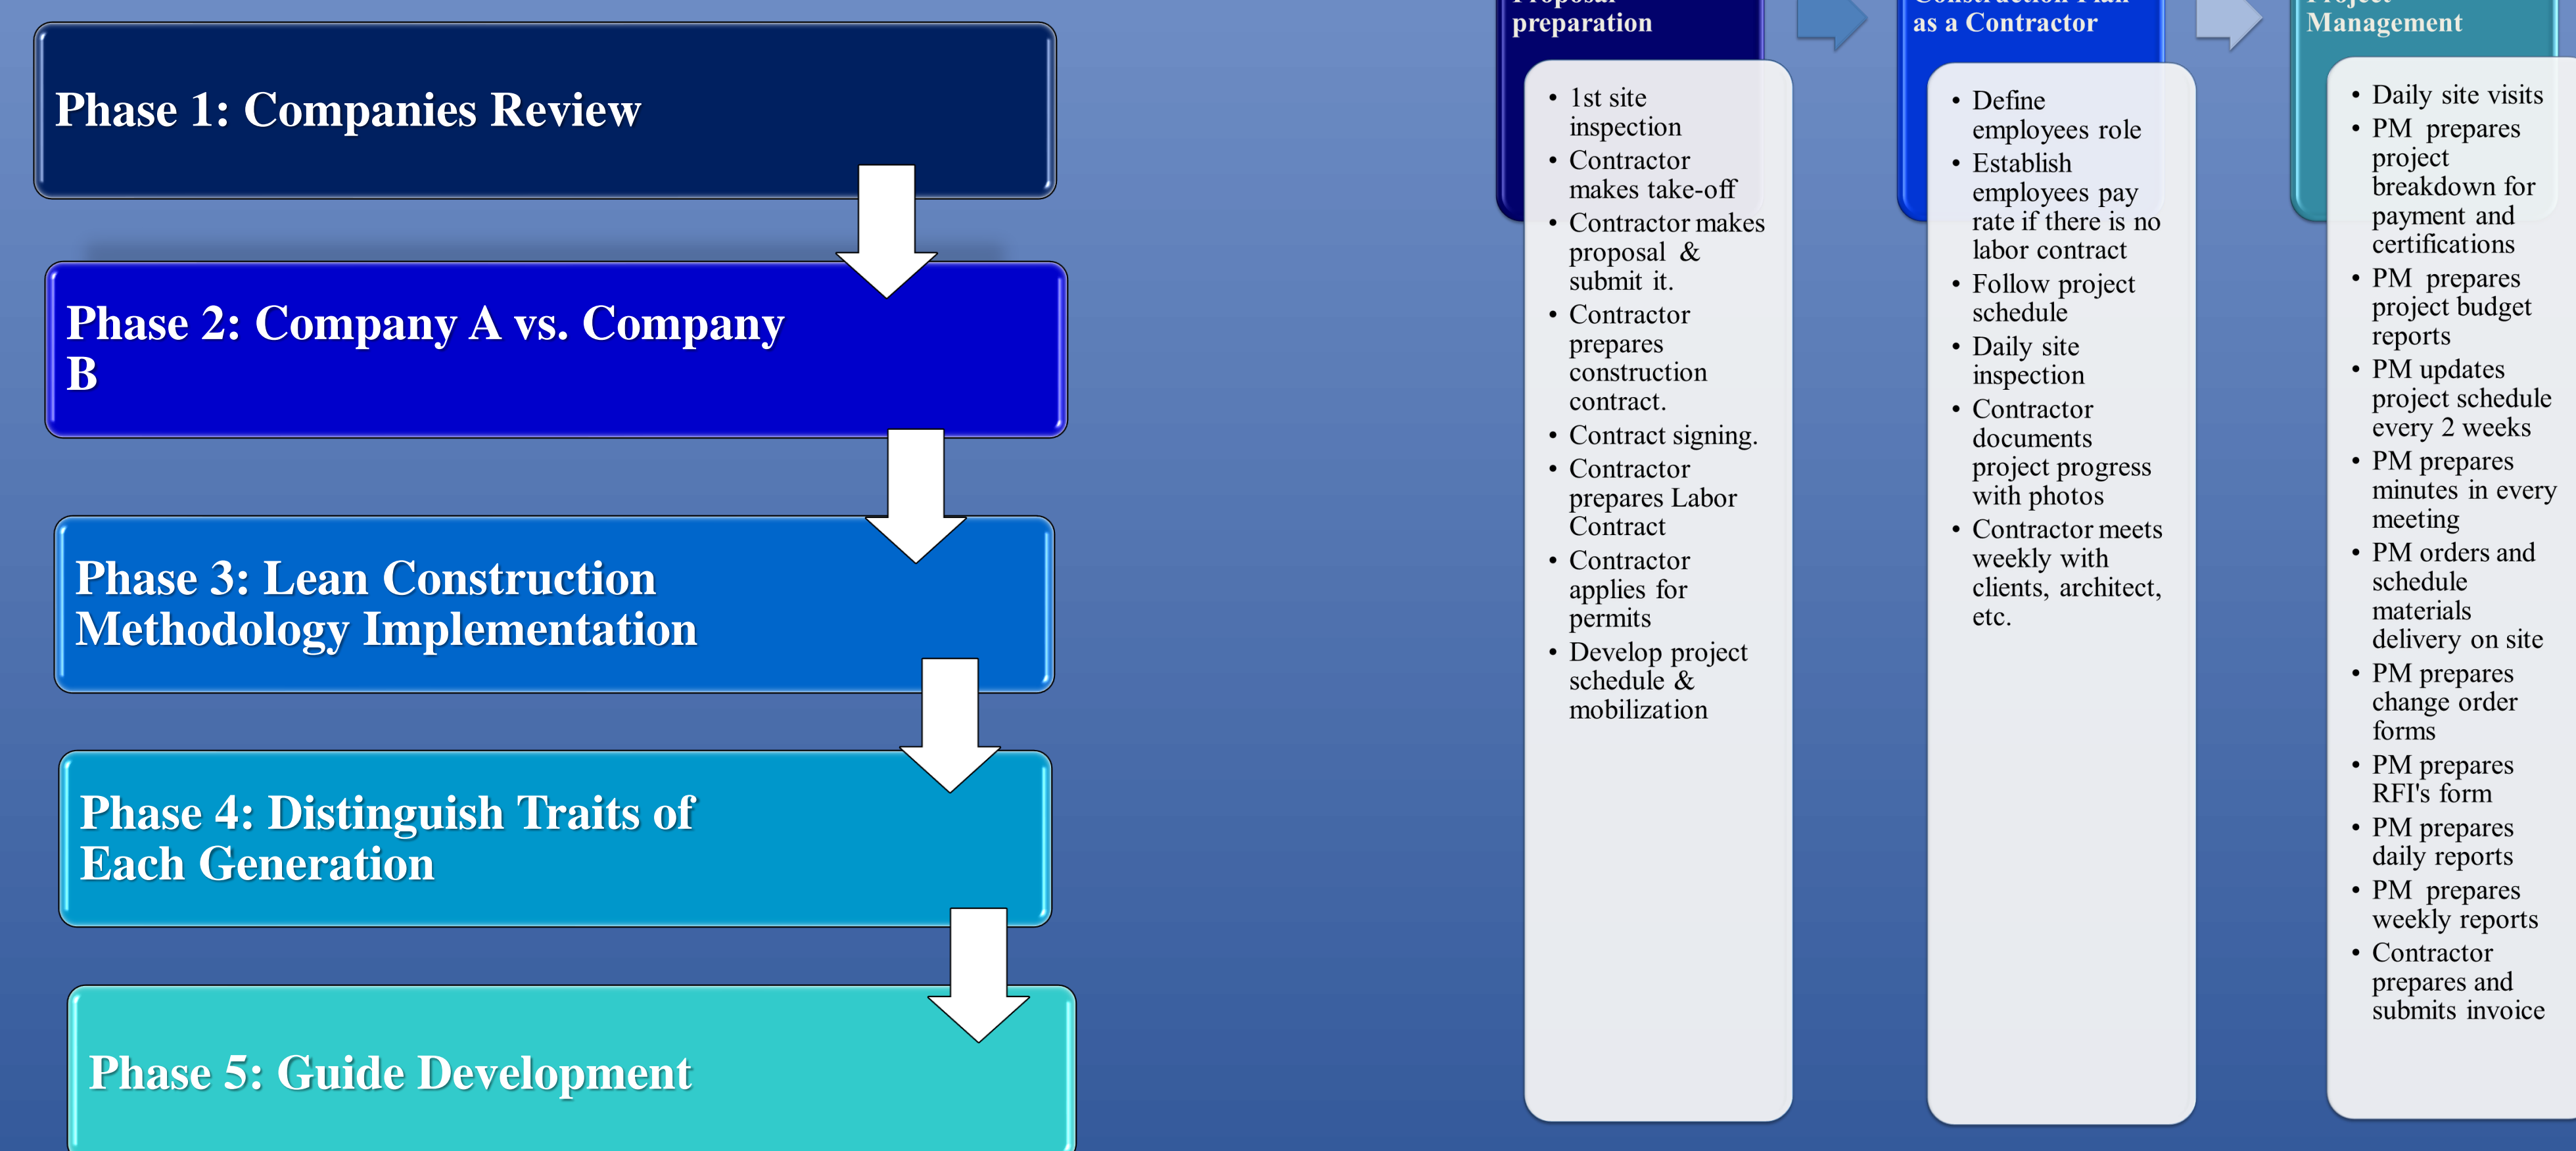 Phase 1: Companies Review
Phase 2: Company A vs. Company
B
Phase 3: Lean Construction
Methodology Implementation
Phase 4: Distinguish Traits of
Each Generation
Phase 5: Guide Development
Proposal
preparation
• 1st site
inspection
• Contractor
makes take-off
• Contractor makes
proposal & 
submit it.
• Contractor
prepares
construction
contract.
• Contract signing.
• Contractor
prepares Labor
Contract
• Contractor
applies for
permits
• Develop project
schedule &
mobilization
Construction Plan
as a Contractor
• Define
employees role
• Establish
employees pay
rate if there is no
labor contract
• Follow project
schedule
• Daily site
inspection
• Contractor
documents
project progress
with photos
• Contractor meets
weekly with
clients, architect,
etc.
Project
Management
• Daily site visits
• PM prepares
project
breakdown for
payment and
certifications
• PM prepares
project budget
reports
• PM updates
project schedule
every 2 weeks
• PM prepares
minutes in every
meeting
• PM orders and
schedule
materials
delivery on site
• PM prepares
change order
forms
• PM prepares
RFI's form
• PM prepares
daily reports
• PM prepares
weekly reports
• Contractor
prepares and
submits invoice